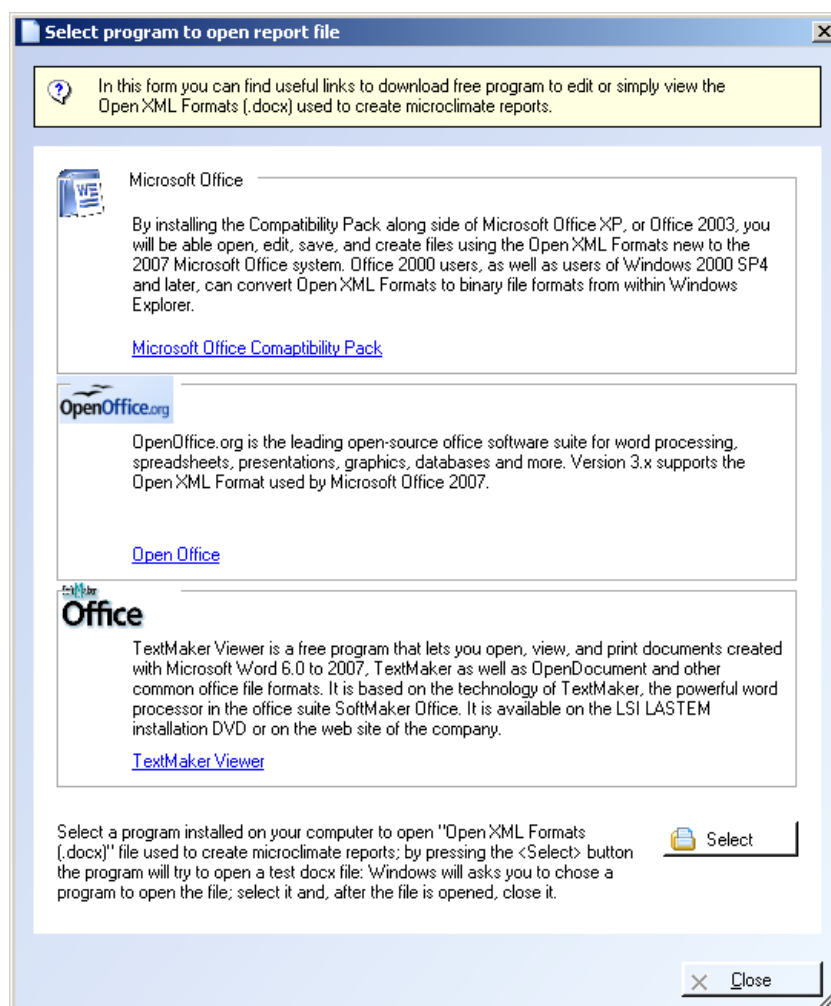 Select program to open report file
In this form you can find useful links to download free program to edit or simply view the
Open XML Formats (.docx) used to create microclimate reports.
Microsoft Office
By installing the Compatibility Pack along side of Microsoft Office XP, or Office 2003, you
will be able open, edit, save, and create files using the Open XML Formats new to the
2007 Microsoft Office system. Office 2000 users, as well as users of Windows 2000 SP4
and later, can convert Open XML Formats to binary file formats from within Windows
Explorer.
Microsoft Office Comaptibility Pack
OpenOffice.org
OpenOffice.org is the leading open-source office software suite for word processing,
spreadsheets, presentations, graphics, databases and more. Version 3.x supports the
Open XML Format used by Microsoft Office 2007.
Open Office
Office
TextMaker Viewer is a free program that lets you open, view, and print documents created
with Microsoft Word 6.0 to 2007, TextMaker as well as OpenDocument and other
common office file formats. It is based on the technology of TextMaker, the powerful word
processor in the office suite SoftMaker Office. It is available on the LSI LASTEM
installation DVD or on the web site of the company.
TextMaker Viewer
Select a program installed on your computer to open "Open XML Formats
(.docx)" file used to create microclimate reports; by pressing the <Select> button
the program will try to open a test docx file: Windows will asks you to chose a
program to open the file; select it and, after the file is opened, close it.
Select
Close